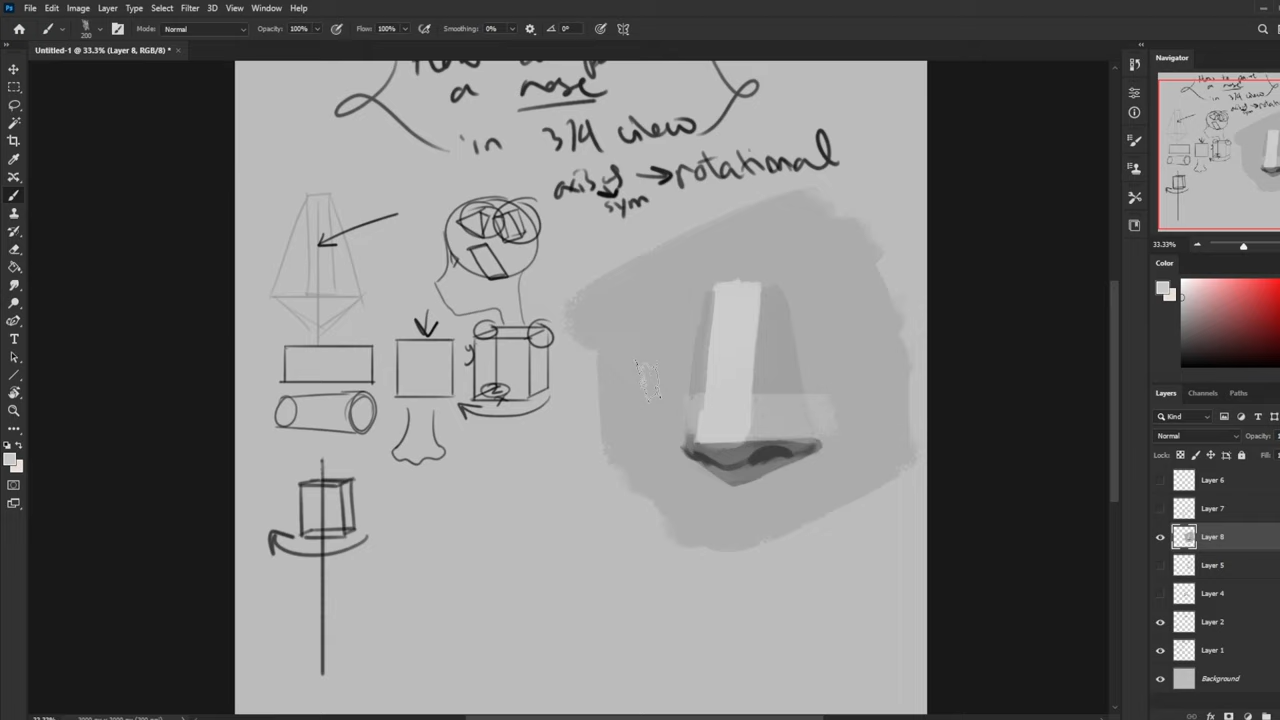 File Edit Image Layer Type Select Filter 3D View Window Help
200 Mode: Normal Opacity: 100% Flow: 100% Smoothing: 0% 0°
Untitled-1 @ 33.3% (Layer 8, RGB/8) *
a nose
in 3/4 view
axis of → rotational
sym
y
z
x
Navigator
33.33%
Color
Layers Channels Paths
Kind
Normal Opacity:
Lock: Fill:
Layer 6
Layer 7
Layer 8
Layer 5
Layer 4
Layer 2
Layer 1
Background